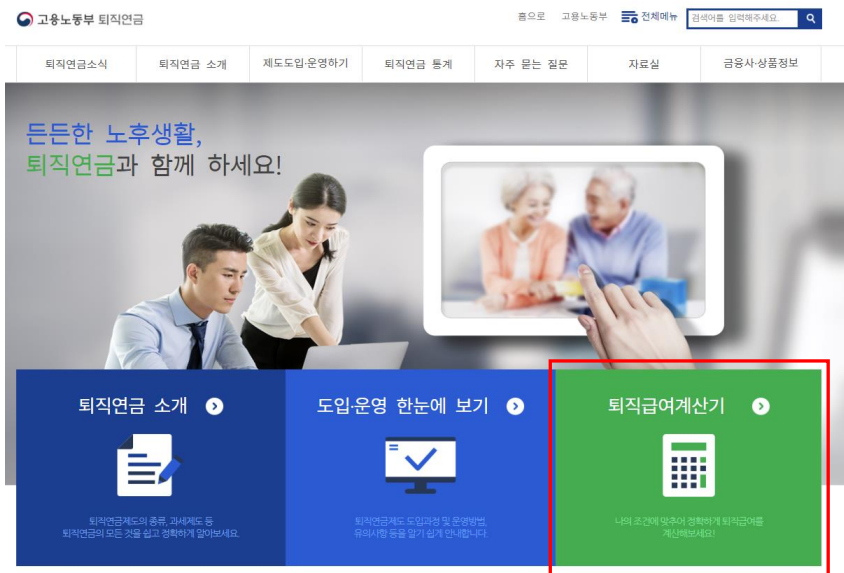 고용노동부 퇴직연금
홈으로 고용노동부 전체메뉴 검색어를 입력해주세요.
퇴직연금소식 퇴직연금 소개 제도도입·운영하기 퇴직연금 통계 자주 묻는 질문 자료실 금융사·상품정보
든든한 노후생활,
퇴직연금과 함께 하세요!
퇴직연금 소개
퇴직연금제도의 종류, 과세제도 등
퇴직연금의 모든 것을 쉽고 정확하게 알아보세요.
도입·운영 한눈에 보기
퇴직연금제도 도입과정 및 운영방법,
유의사항 등을 알기 쉽게 안내합니다.
퇴직급여계산기
나의 조건에 맞추어 정확하게 퇴직급여를
계산해보세요!